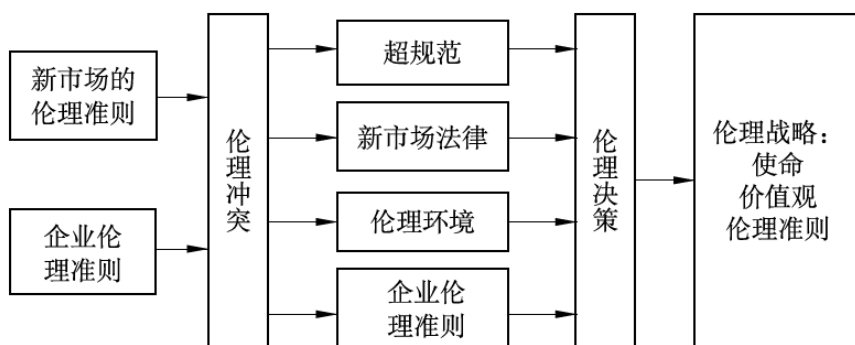 新市场的
伦理准则
企业伦
理准则
伦理冲突
超规范
新市场法律
伦理环境
企业伦
理准则
伦理决策
伦理战略：
使命
价值观
伦理准则